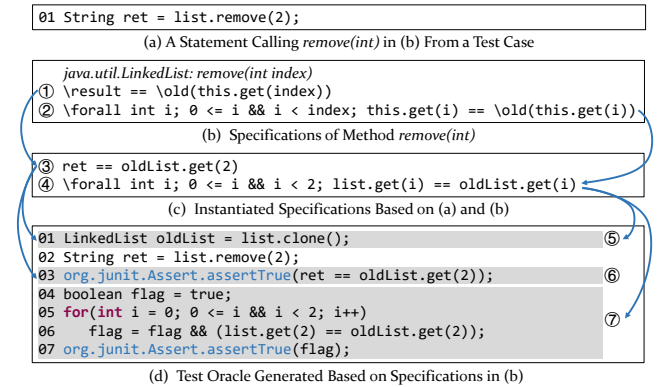 01 String ret = list.remove(2);
(a) A Statement Calling remove(int) in (b) From a Test Case
java.util.LinkedList: remove(int index)
① \result == \old(this.get(index))
② \forall int i; 0 <= i && i < index; this.get(i) == \old(this.get(i))
(b) Specifications of Method remove(int)
③ ret == oldList.get(2)
④ \forall int i; 0 <= i && i < 2; list.get(i) == oldList.get(i)
(c) Instantiated Specifications Based on (a) and (b)
01 LinkedList oldList = list.clone(); ⑤
02 String ret = list.remove(2);
03 org.junit.Assert.assertTrue(ret == oldList.get(2)); ⑥
04 boolean flag = true;
05 for(int i = 0; 0 <= i && i < 2; i++) ⑦
06 flag = flag && (list.get(2) == oldList.get(2));
07 org.junit.Assert.assertTrue(flag);
(d) Test Oracle Generated Based on Specifications in (b)